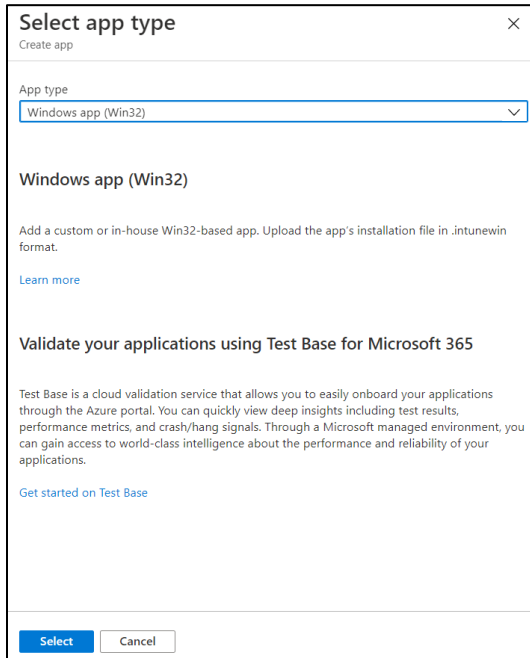 Select app type
Create app
App type
Windows app (Win32)
Windows app (Win32)
Add a custom or in-house Win32-based app. Upload the app's installation file in .intunewin
format.
Learn more
Validate your applications using Test Base for Microsoft 365
Test Base is a cloud validation service that allows you to easily onboard your applications
through the Azure portal. You can quickly view deep insights including test results,
performance metrics, and crash/hang signals. Through a Microsoft managed environment, you
can gain access to world-class intelligence about the performance and reliability of your
applications.
Get started on Test Base
Select
Cancel